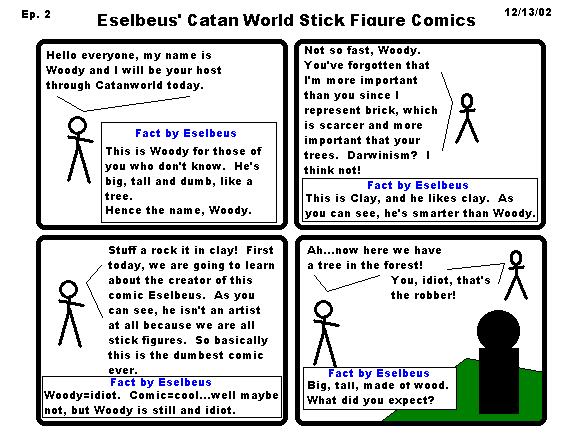 Ep. 2
Eselbeus' Catan World Stick Figure Comics
12/13/02
Hello everyone, my name is
Woody and I will be your host
through Catanworld today.
Fact by Eselbeus
This is Woody for those of
you who don't know. He's
big, tall and dumb, like a
tree.
Hence the name, Woody.
Not so fast, Woody.
You've forgotten that
I'm more important
than you since I
represent brick, which
is scarcer and more
important that your
trees. Darwinism? I
think not!
Fact by Eselbeus
This is Clay, and he likes clay. As
you can see, he's smarter than Woody.
Stuff a rock it in clay! First
today, we are going to learn
about the creator of this
comic Eselbeus. As you
can see, he isn't an artist
at all because we are all
stick figures. So basically
this is the dumbest comic
ever.
Fact by Eselbeus
Woody=idiot. Comic=cool...well maybe
not, but Woody is still and idiot.
Ah...now here we have
a tree in the forest!
You, idiot, that's
the robber!
Fact by Eselbeus
Big, tall, made of wood.
What did you expect?